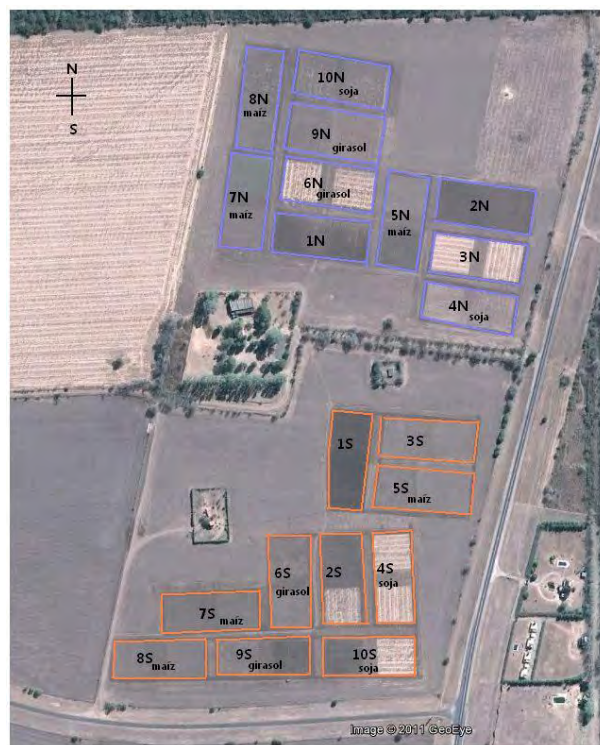 N
S
10N
soja
8N
maíz
9N
girasol
6N
girasol
7N
maíz
5N
maíz
2N
1N
3N
4N
soja
1S
3S
5S
maíz
6S
girasol
2S
4S
soja
7S maíz
8S maíz
9S
girasol
10S
soja
Image © 2011 GeoEye